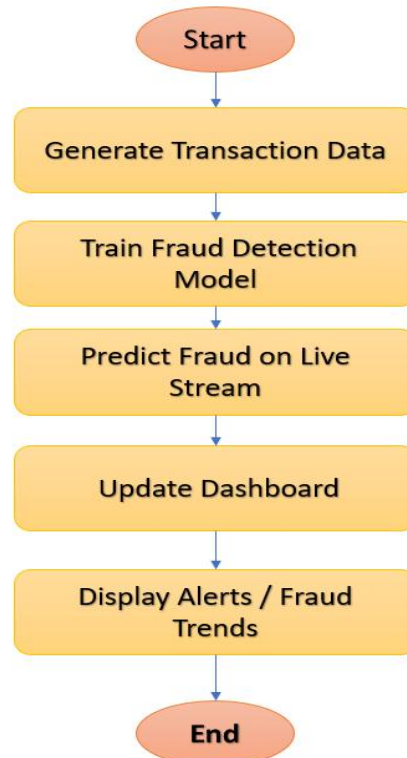 Start
Generate Transaction Data
Train Fraud Detection
Model
Predict Fraud on Live
Stream
Update Dashboard
Display Alerts / Fraud
Trends
End